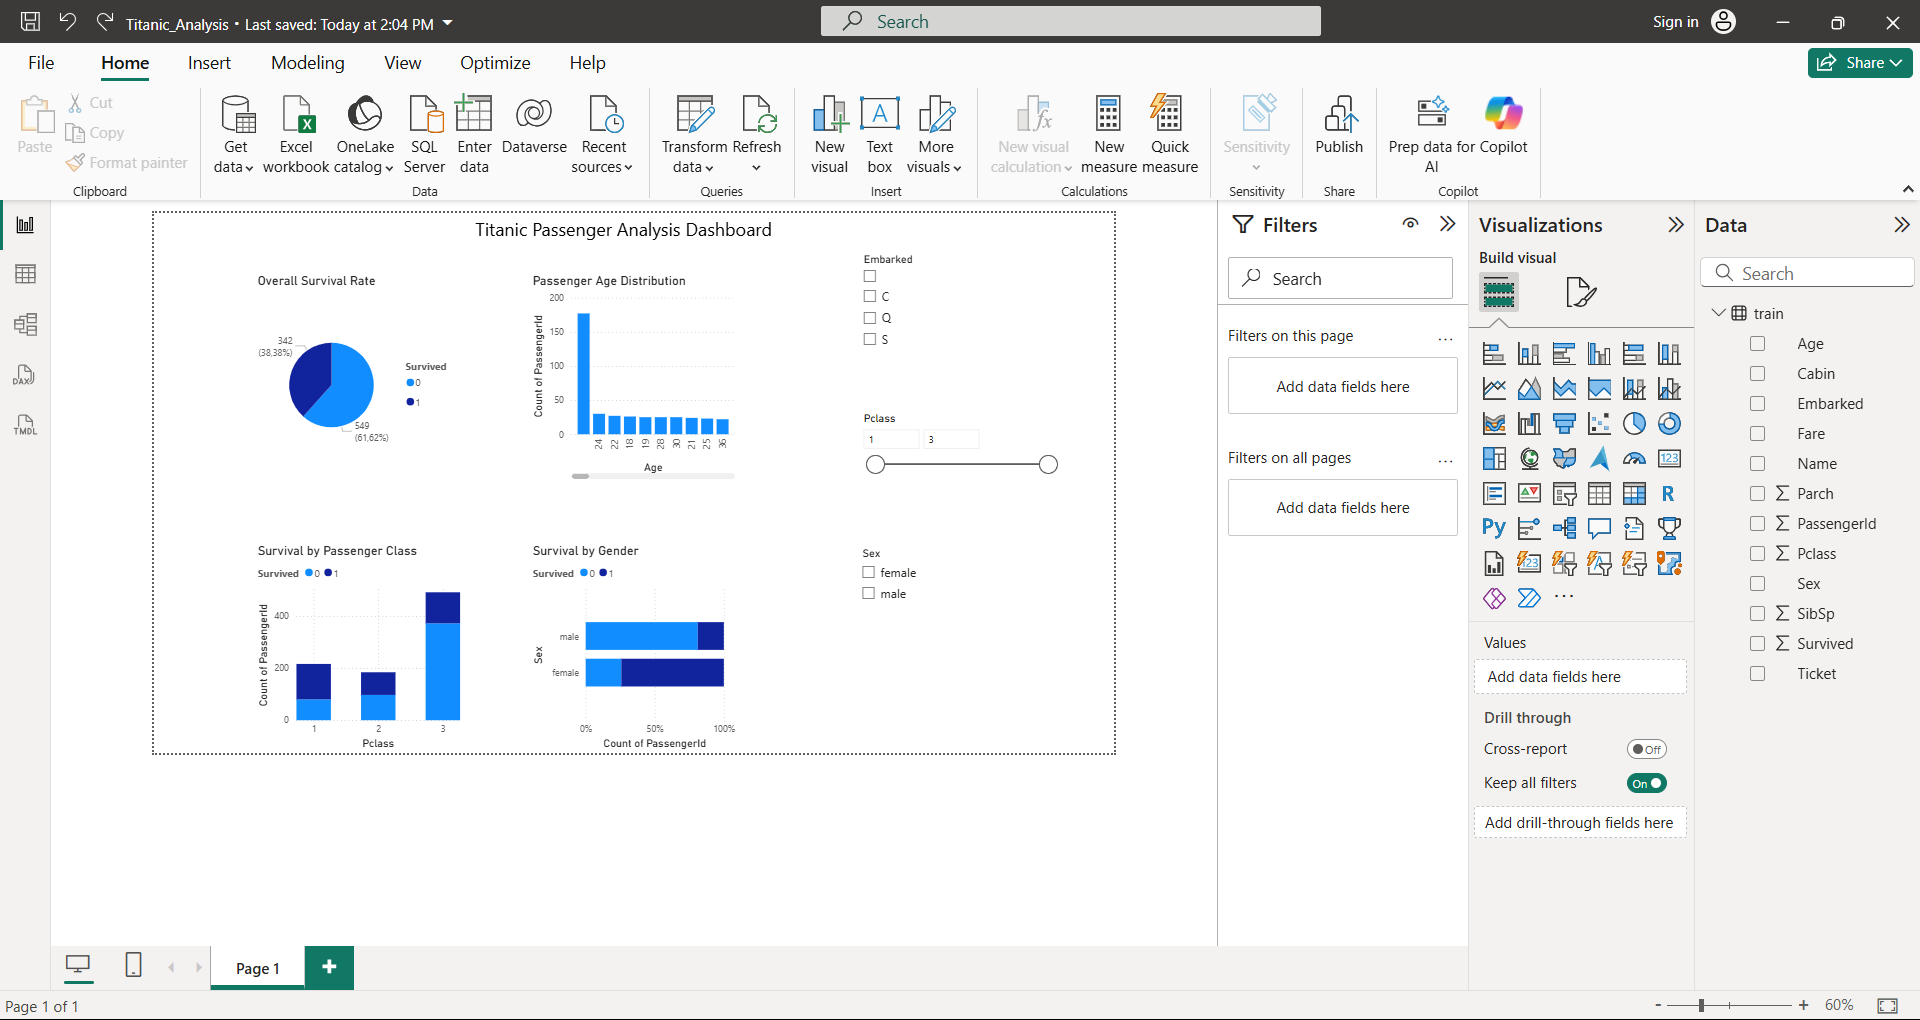 Titanic_Analysis • Last saved: Today at 2:04 PM
Search
Sign in
File
Home
Insert
Modeling
View
Optimize
Help
Share
Paste
Cut
Copy
Format painter
Clipboard
Get data
Excel workbook
OneLake catalog
SQL Server
Enter data
Dataverse
Recent sources
Data
Transform data
Refresh
Queries
New visual
Text box
More visuals
Insert
New visual calculation
New measure
Quick measure
Calculations
Sensitivity
Sensitivity
Publish
Share
Prep data for AI
Copilot
Copilot
DAX
TMDL
Titanic Passenger Analysis Dashboard
Overall Survival Rate
342
(38,38%)
549
(61,62%)
Survived
0
1
Passenger Age Distribution
Count of PassengerId
200
150
100
50
0
24
22
18
19
28
30
21
25
36
Age
Embarked
C
Q
S
Pclass
1
3
Survival by Passenger Class
Survived 0 1
Count of PassengerId
400
200
0
1
2
3
Pclass
Survival by Gender
Survived 0 1
Sex
male
female
0%
50%
100%
Count of PassengerId
Sex
female
male
Filters
Search
Filters on this page
...
Add data fields here
Filters on all pages
...
Add data fields here
Visualizations
Build visual
123
R
Py
123
...
Values
Add data fields here
Drill through
Cross-report
Off
Keep all filters
On
Add drill-through fields here
Data
Search
train
Age
Cabin
Embarked
Fare
Name
∑ Parch
∑ PassengerId
∑ Pclass
Sex
∑ SibSp
∑ Survived
Ticket
Page 1
+
Page 1 of 1
- + 60%